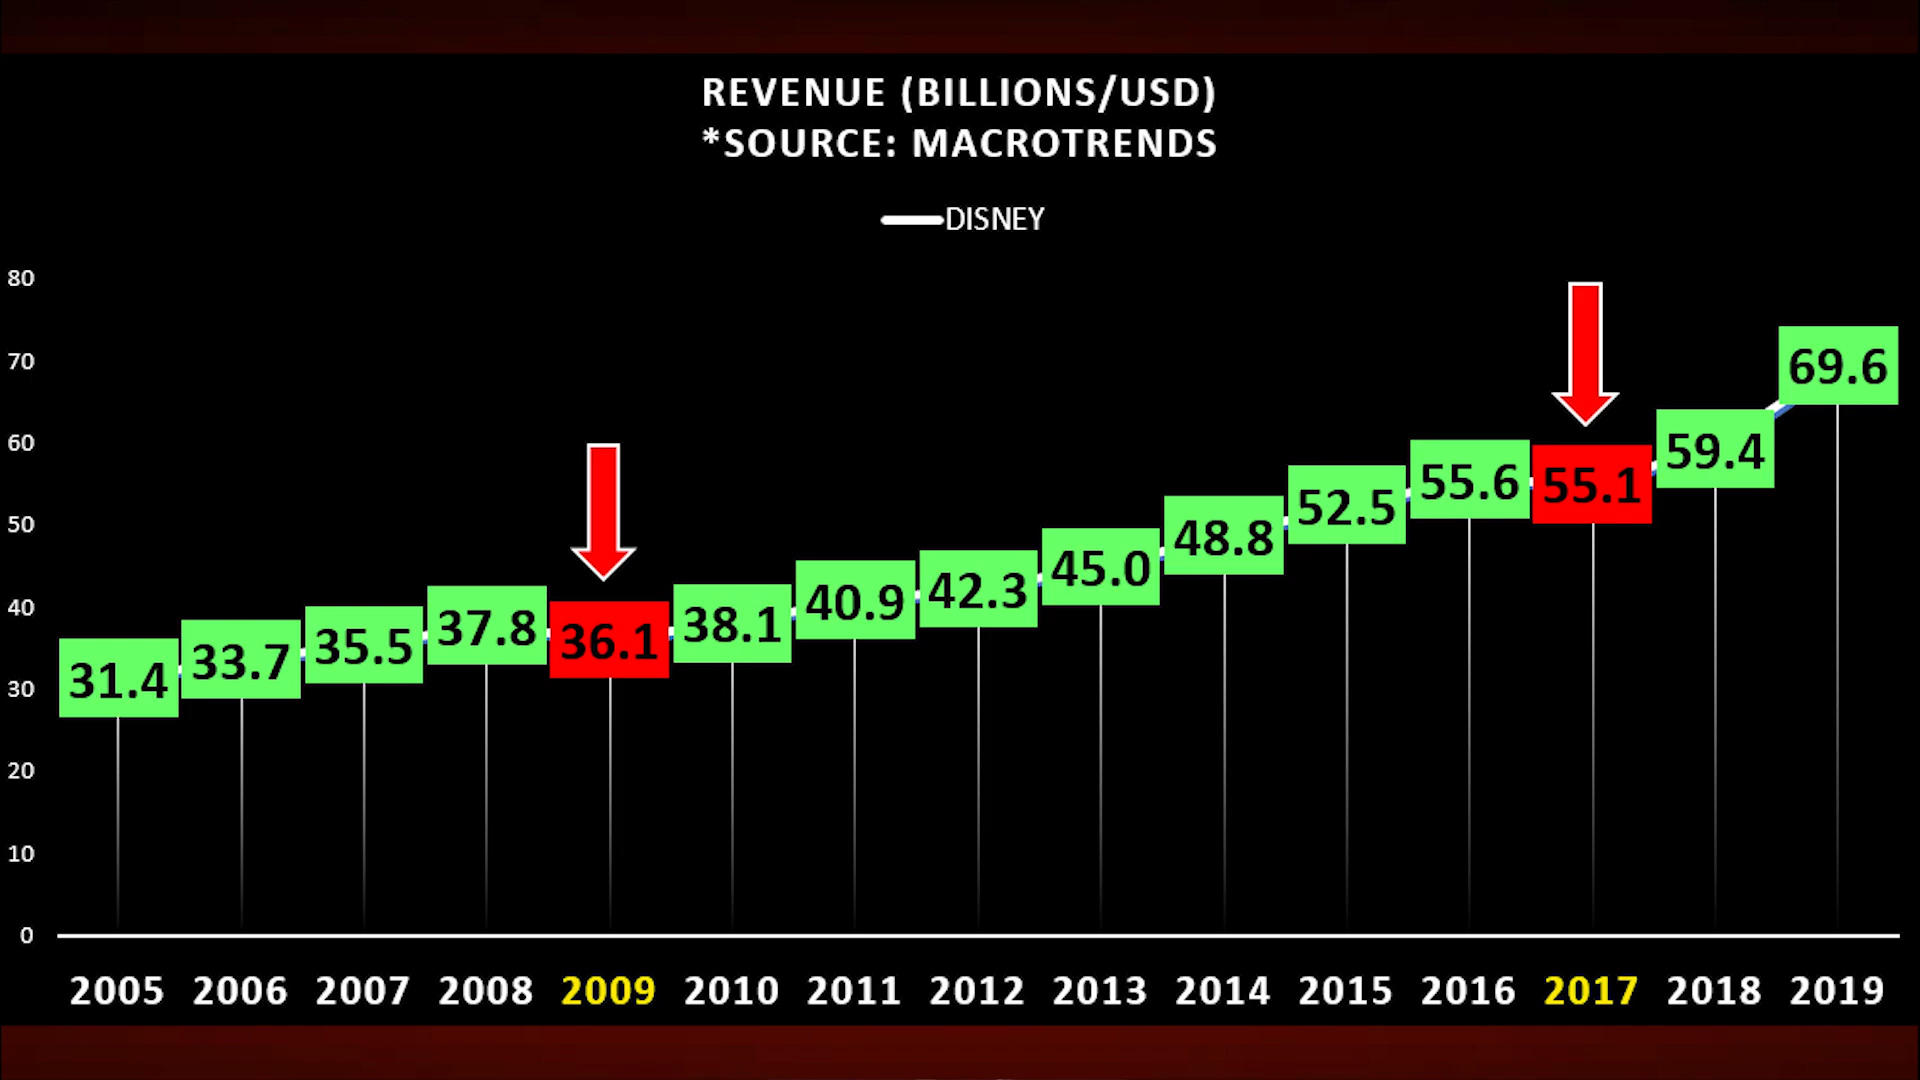 REVENUE (BILLIONS/USD)
*SOURCE: MACROTRENDS
DISNEY
80
70
60
50
40
30
20
10
0
31.4 33.7 35.5 37.8 36.1 38.1 40.9 42.3 45.0 48.8 52.5 55.6 55.1 59.4 69.6
2005 2006 2007 2008 2009 2010 2011 2012 2013 2014 2015 2016 2017 2018 2019